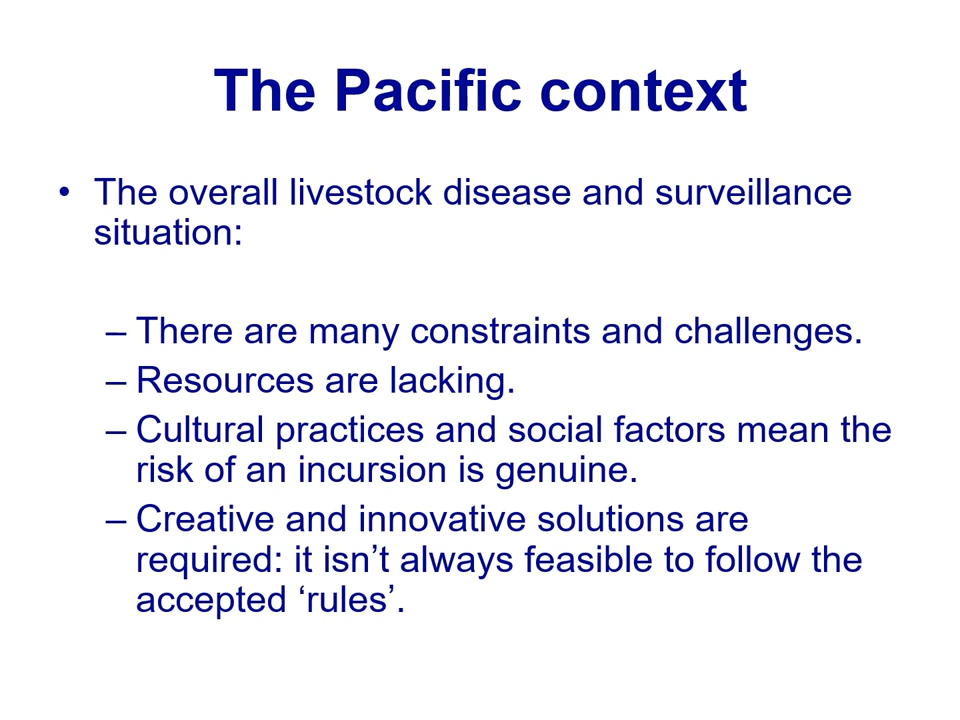 The Pacific context
• The overall livestock disease and surveillance
situation:
– There are many constraints and challenges.
– Resources are lacking.
– Cultural practices and social factors mean the
risk of an incursion is genuine.
– Creative and innovative solutions are
required: it isn’t always feasible to follow the
accepted ‘rules’.